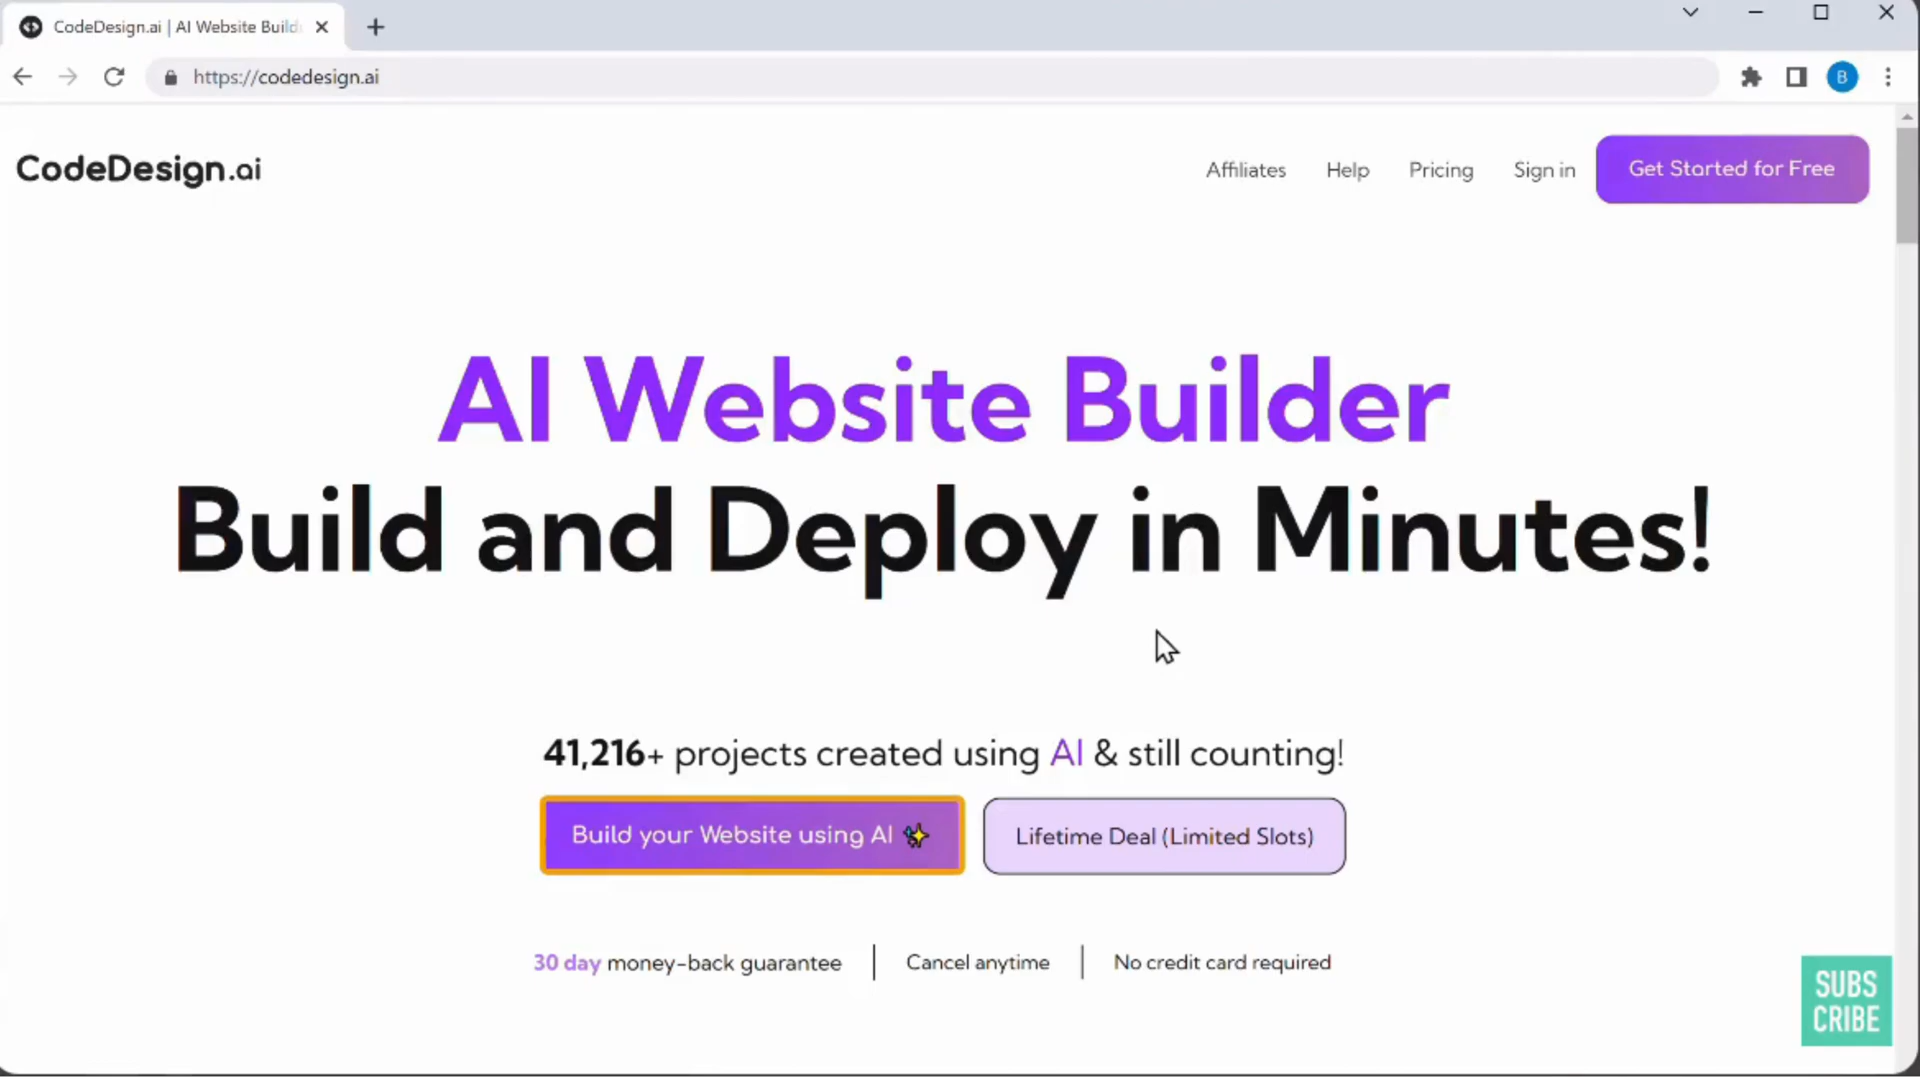 CodeDesign.ai | AI Website Build
https://codedesign.ai
B
CodeDesign.ai
Affiliates
Help
Pricing
Sign in
Get Started for Free
AI Website Builder
Build and Deploy in Minutes!
41,216+ projects created using AI & still counting!
Build your Website using AI ✨
Lifetime Deal (Limited Slots)
30 day money-back guarantee
Cancel anytime
No credit card required
SUBS
CRIBE